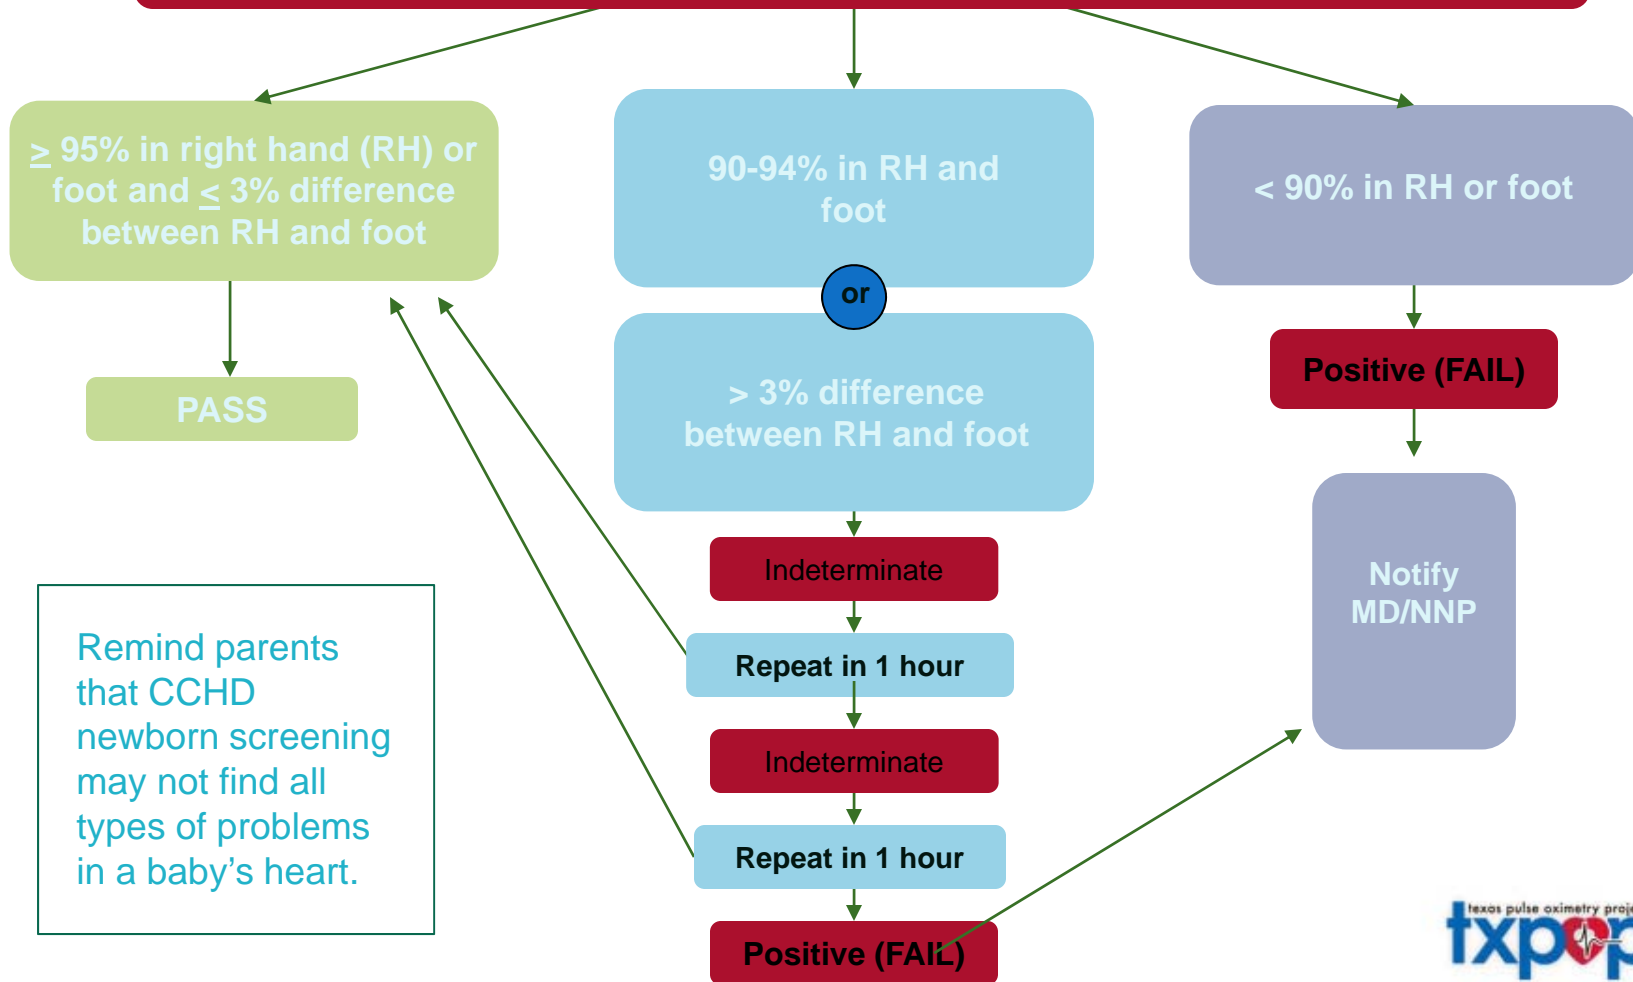 ≥ 95% in right hand (RH) or
foot and ≤ 3% difference
between RH and foot
PASS
90-94% in RH and
foot
or
> 3% difference
between RH and foot
Indeterminate
Repeat in 1 hour
Indeterminate
Repeat in 1 hour
Positive (FAIL)
< 90% in RH or foot
Positive (FAIL)
Notify
MD/NNP
Remind parents
that CCHD
newborn screening
may not find all
types of problems
in a baby’s heart.
texas pulse oximetry proje
txp p